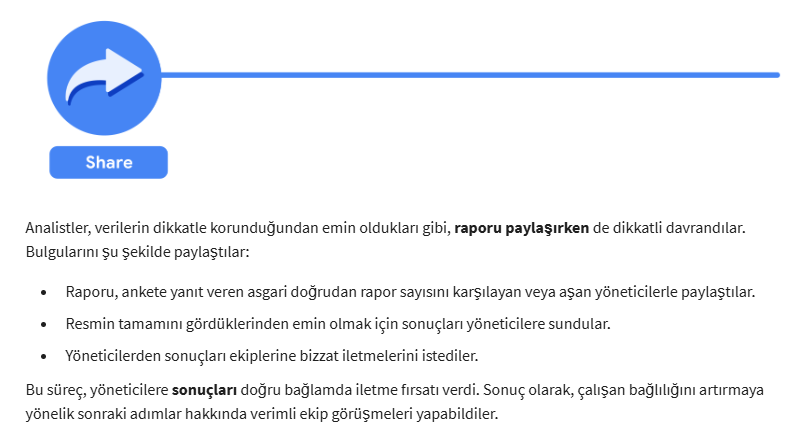 Share
Analistler, verilerin dikkatle korunduğundan emin oldukları gibi, raporu paylaşırken de dikkatli davrandılar.
Bulgularını şu şekilde paylaştılar:
• Raporu, ankete yanıt veren asgari doğrudan rapor sayısını karşılayan veya aşan yöneticilerle paylaştılar.
• Resmin tamamını gördüklerinden emin olmak için sonuçları yöneticilere sundular.
• Yöneticilerden sonuçları ekiplerine bizzat iletmelerini istediler.
Bu süreç, yöneticilere sonuçları doğru bağlamda iletme fırsatı verdi. Sonuç olarak, çalışan bağlılığını artırmaya
yönelik sonraki adımlar hakkında verimli ekip görüşmeleri yapabildiler.